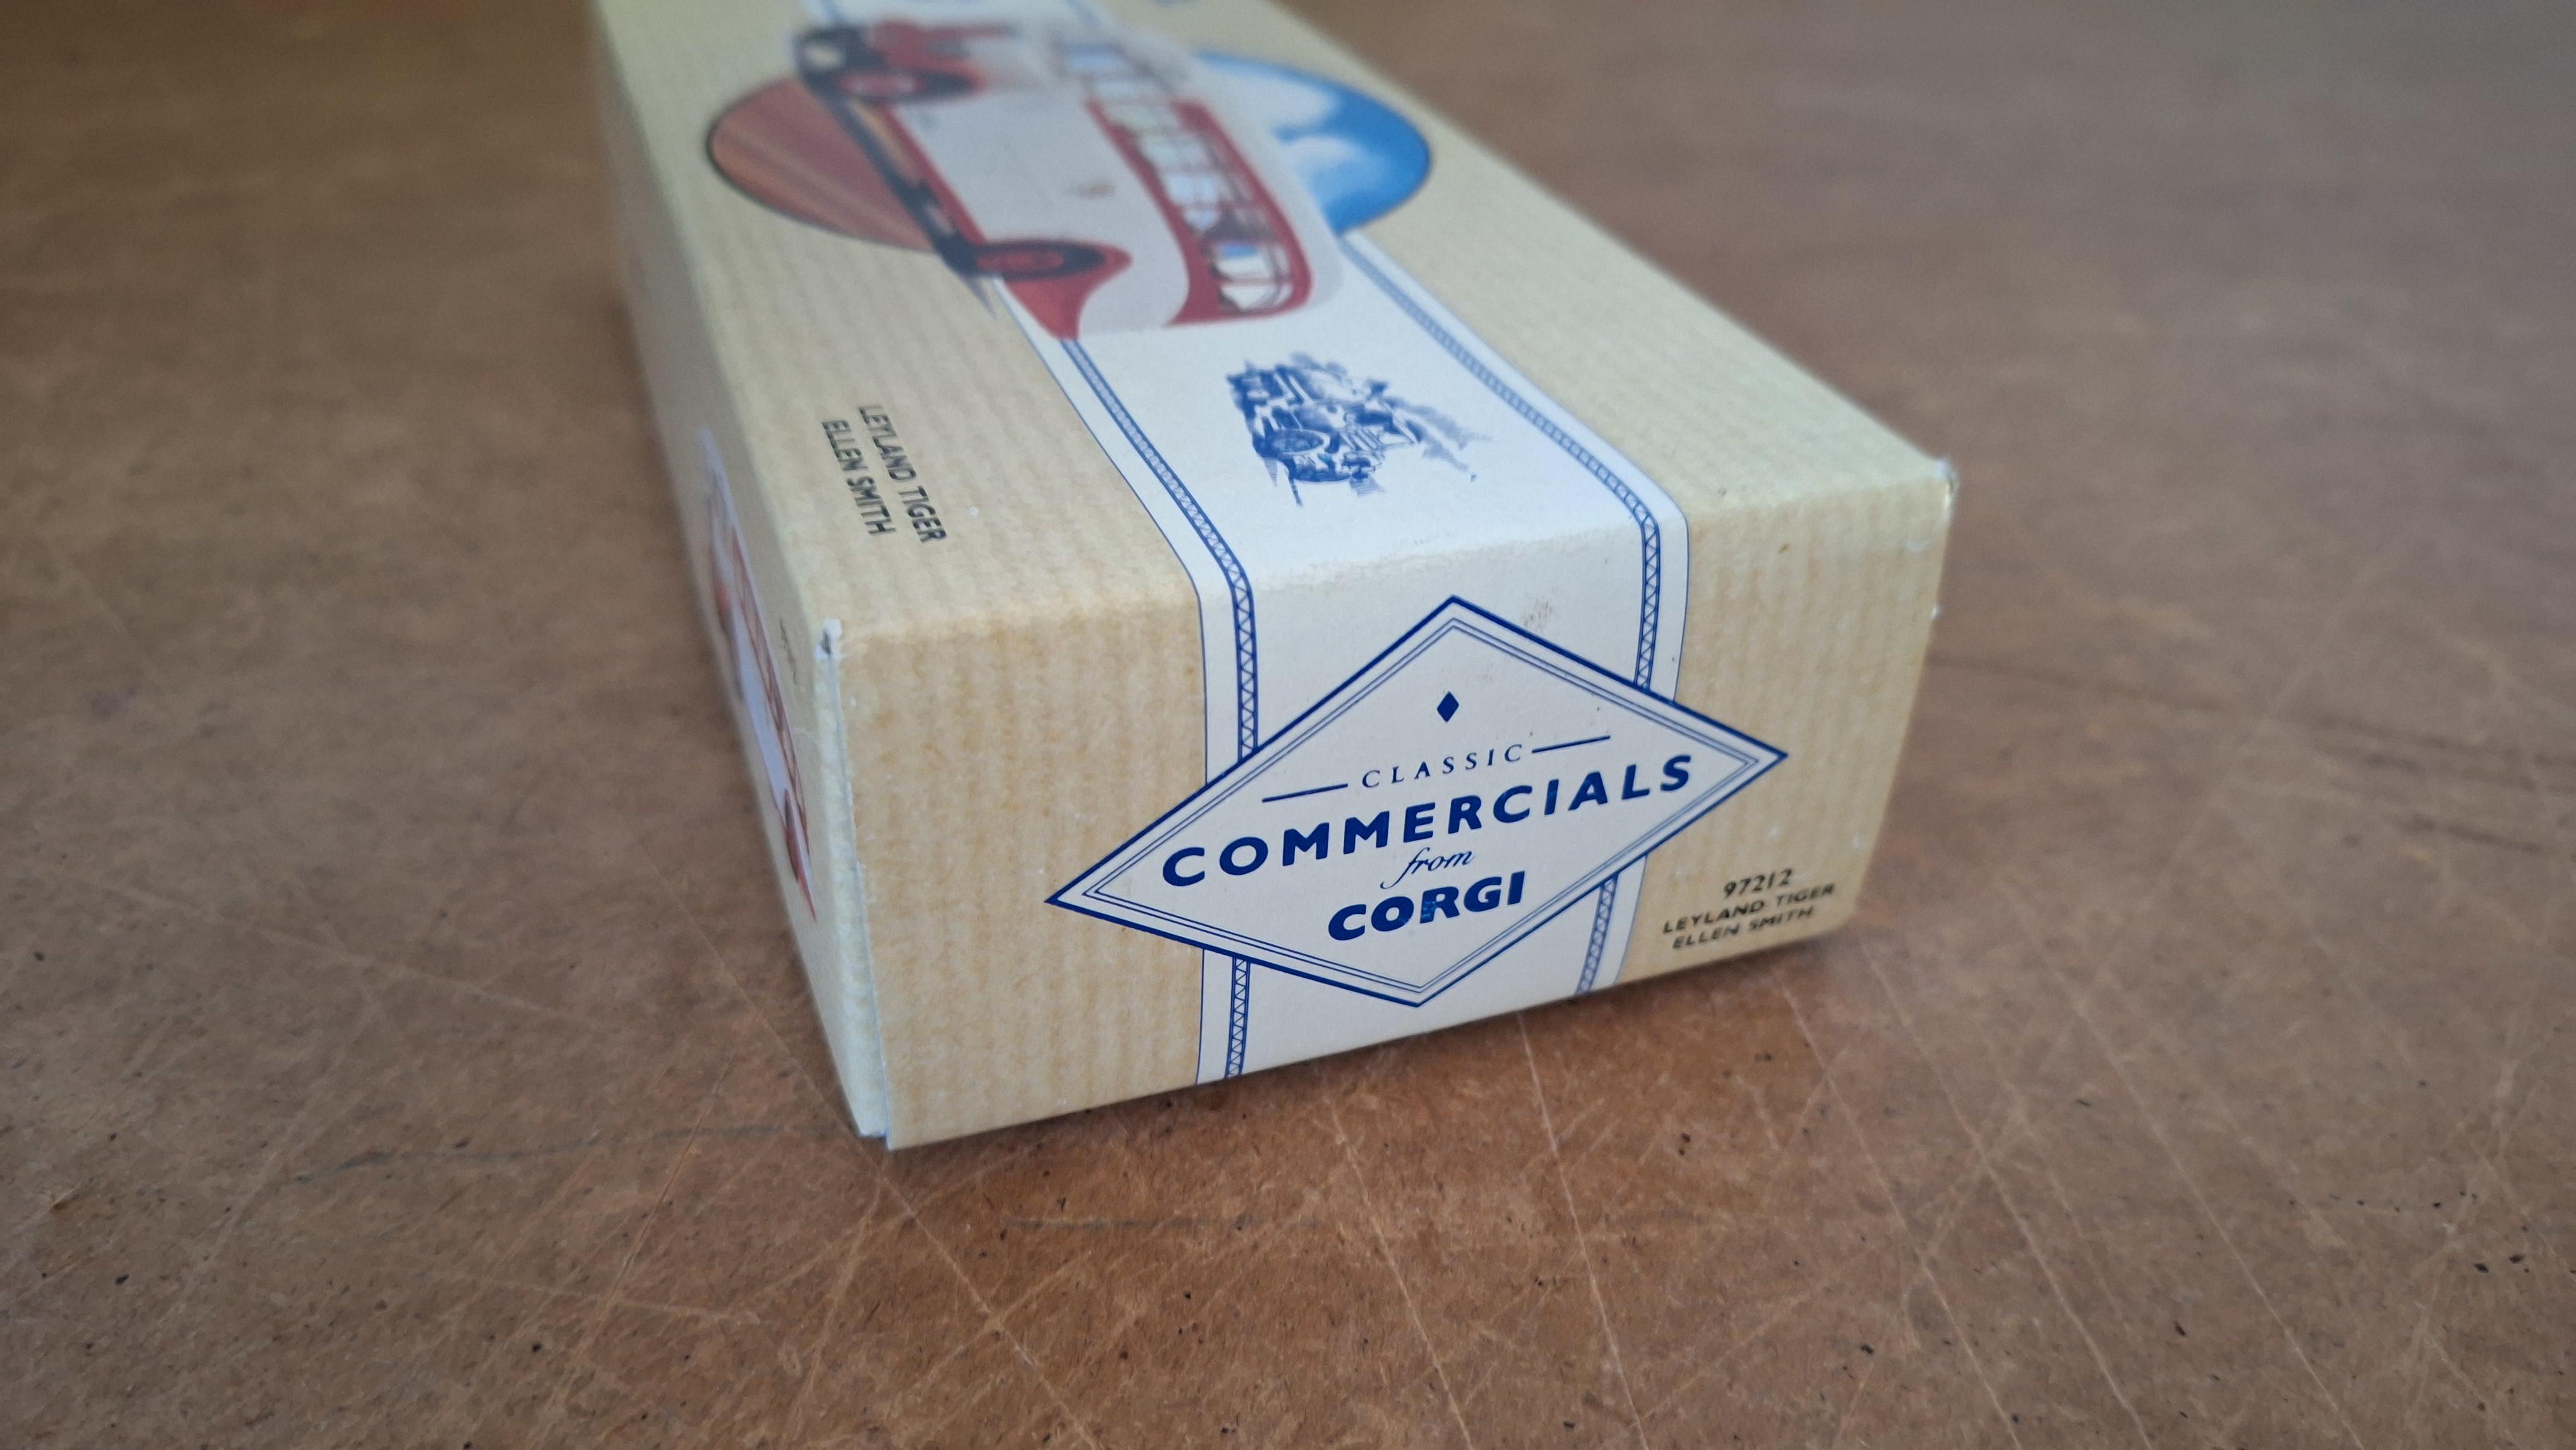 LEYLAND TIGER
ELLEN SMITH
CLASSIC
COMMERCIALS
from
CORGI
97212
LEYLAND TIGER
ELLEN SMITH